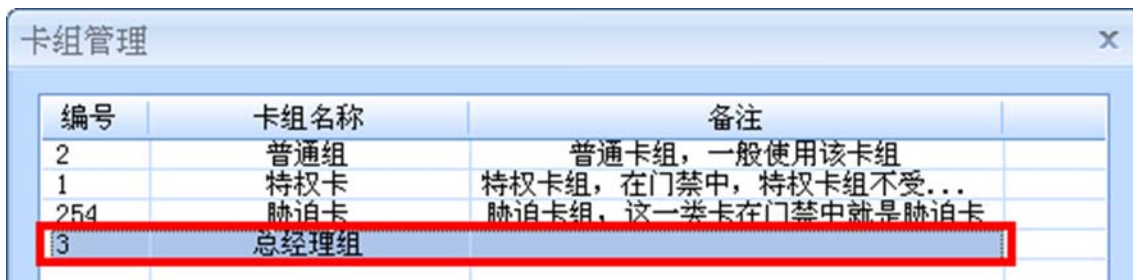 卡组管理 x
编号 卡组名称 备注
2 普通组 普通卡组，一般使用该卡组
1 特权卡 特权卡组，在门禁中，特权卡组不受...
254 胁迫卡 胁迫卡组，这一类卡在门禁中就是胁迫卡
3 总经理组